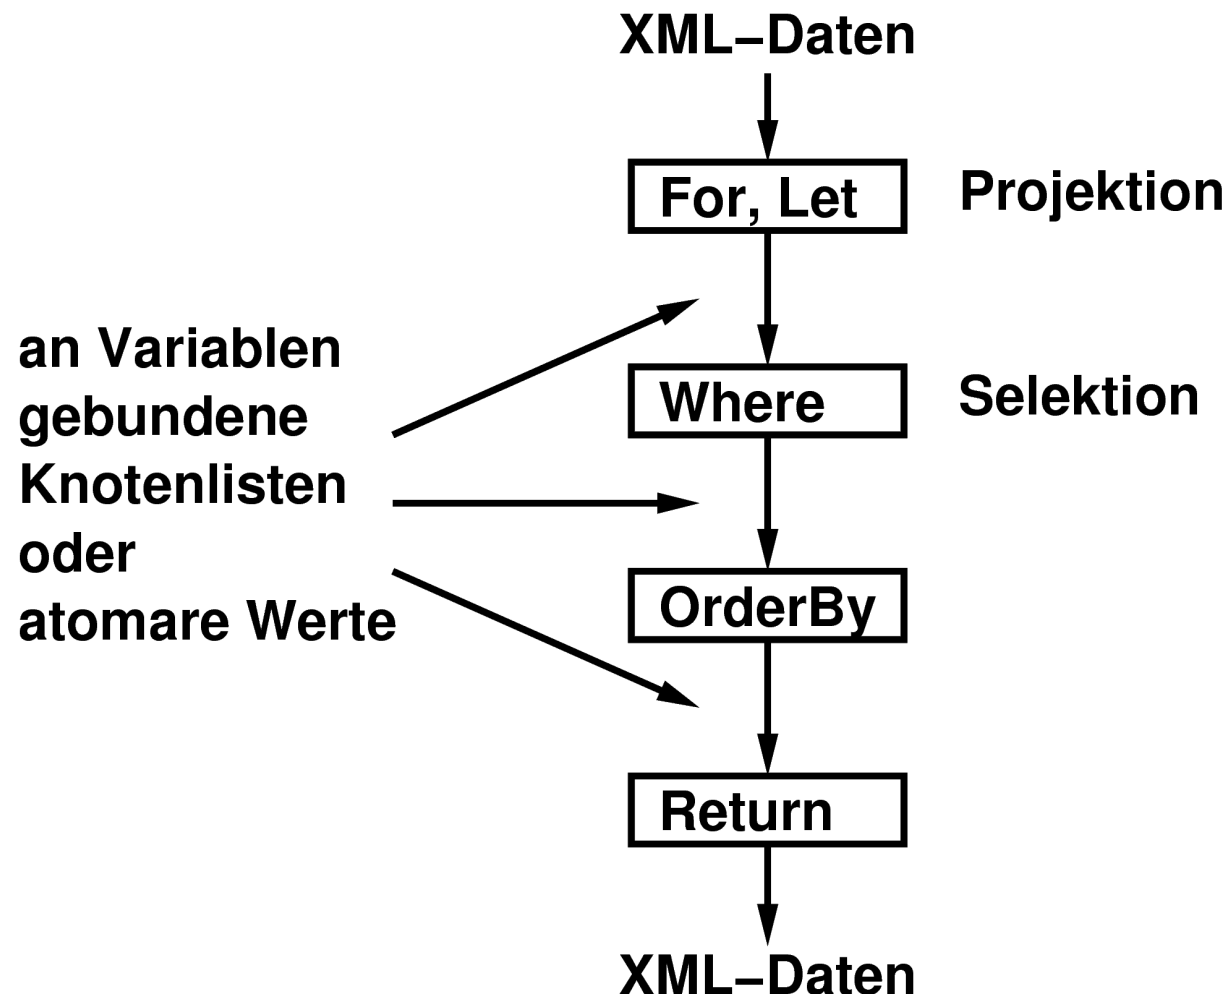 XML–Daten
For, Let
Projektion
an Variablen
gebundene
Knotenlisten
oder
atomare Werte
Where
Selektion
OrderBy
Return
XML–Daten